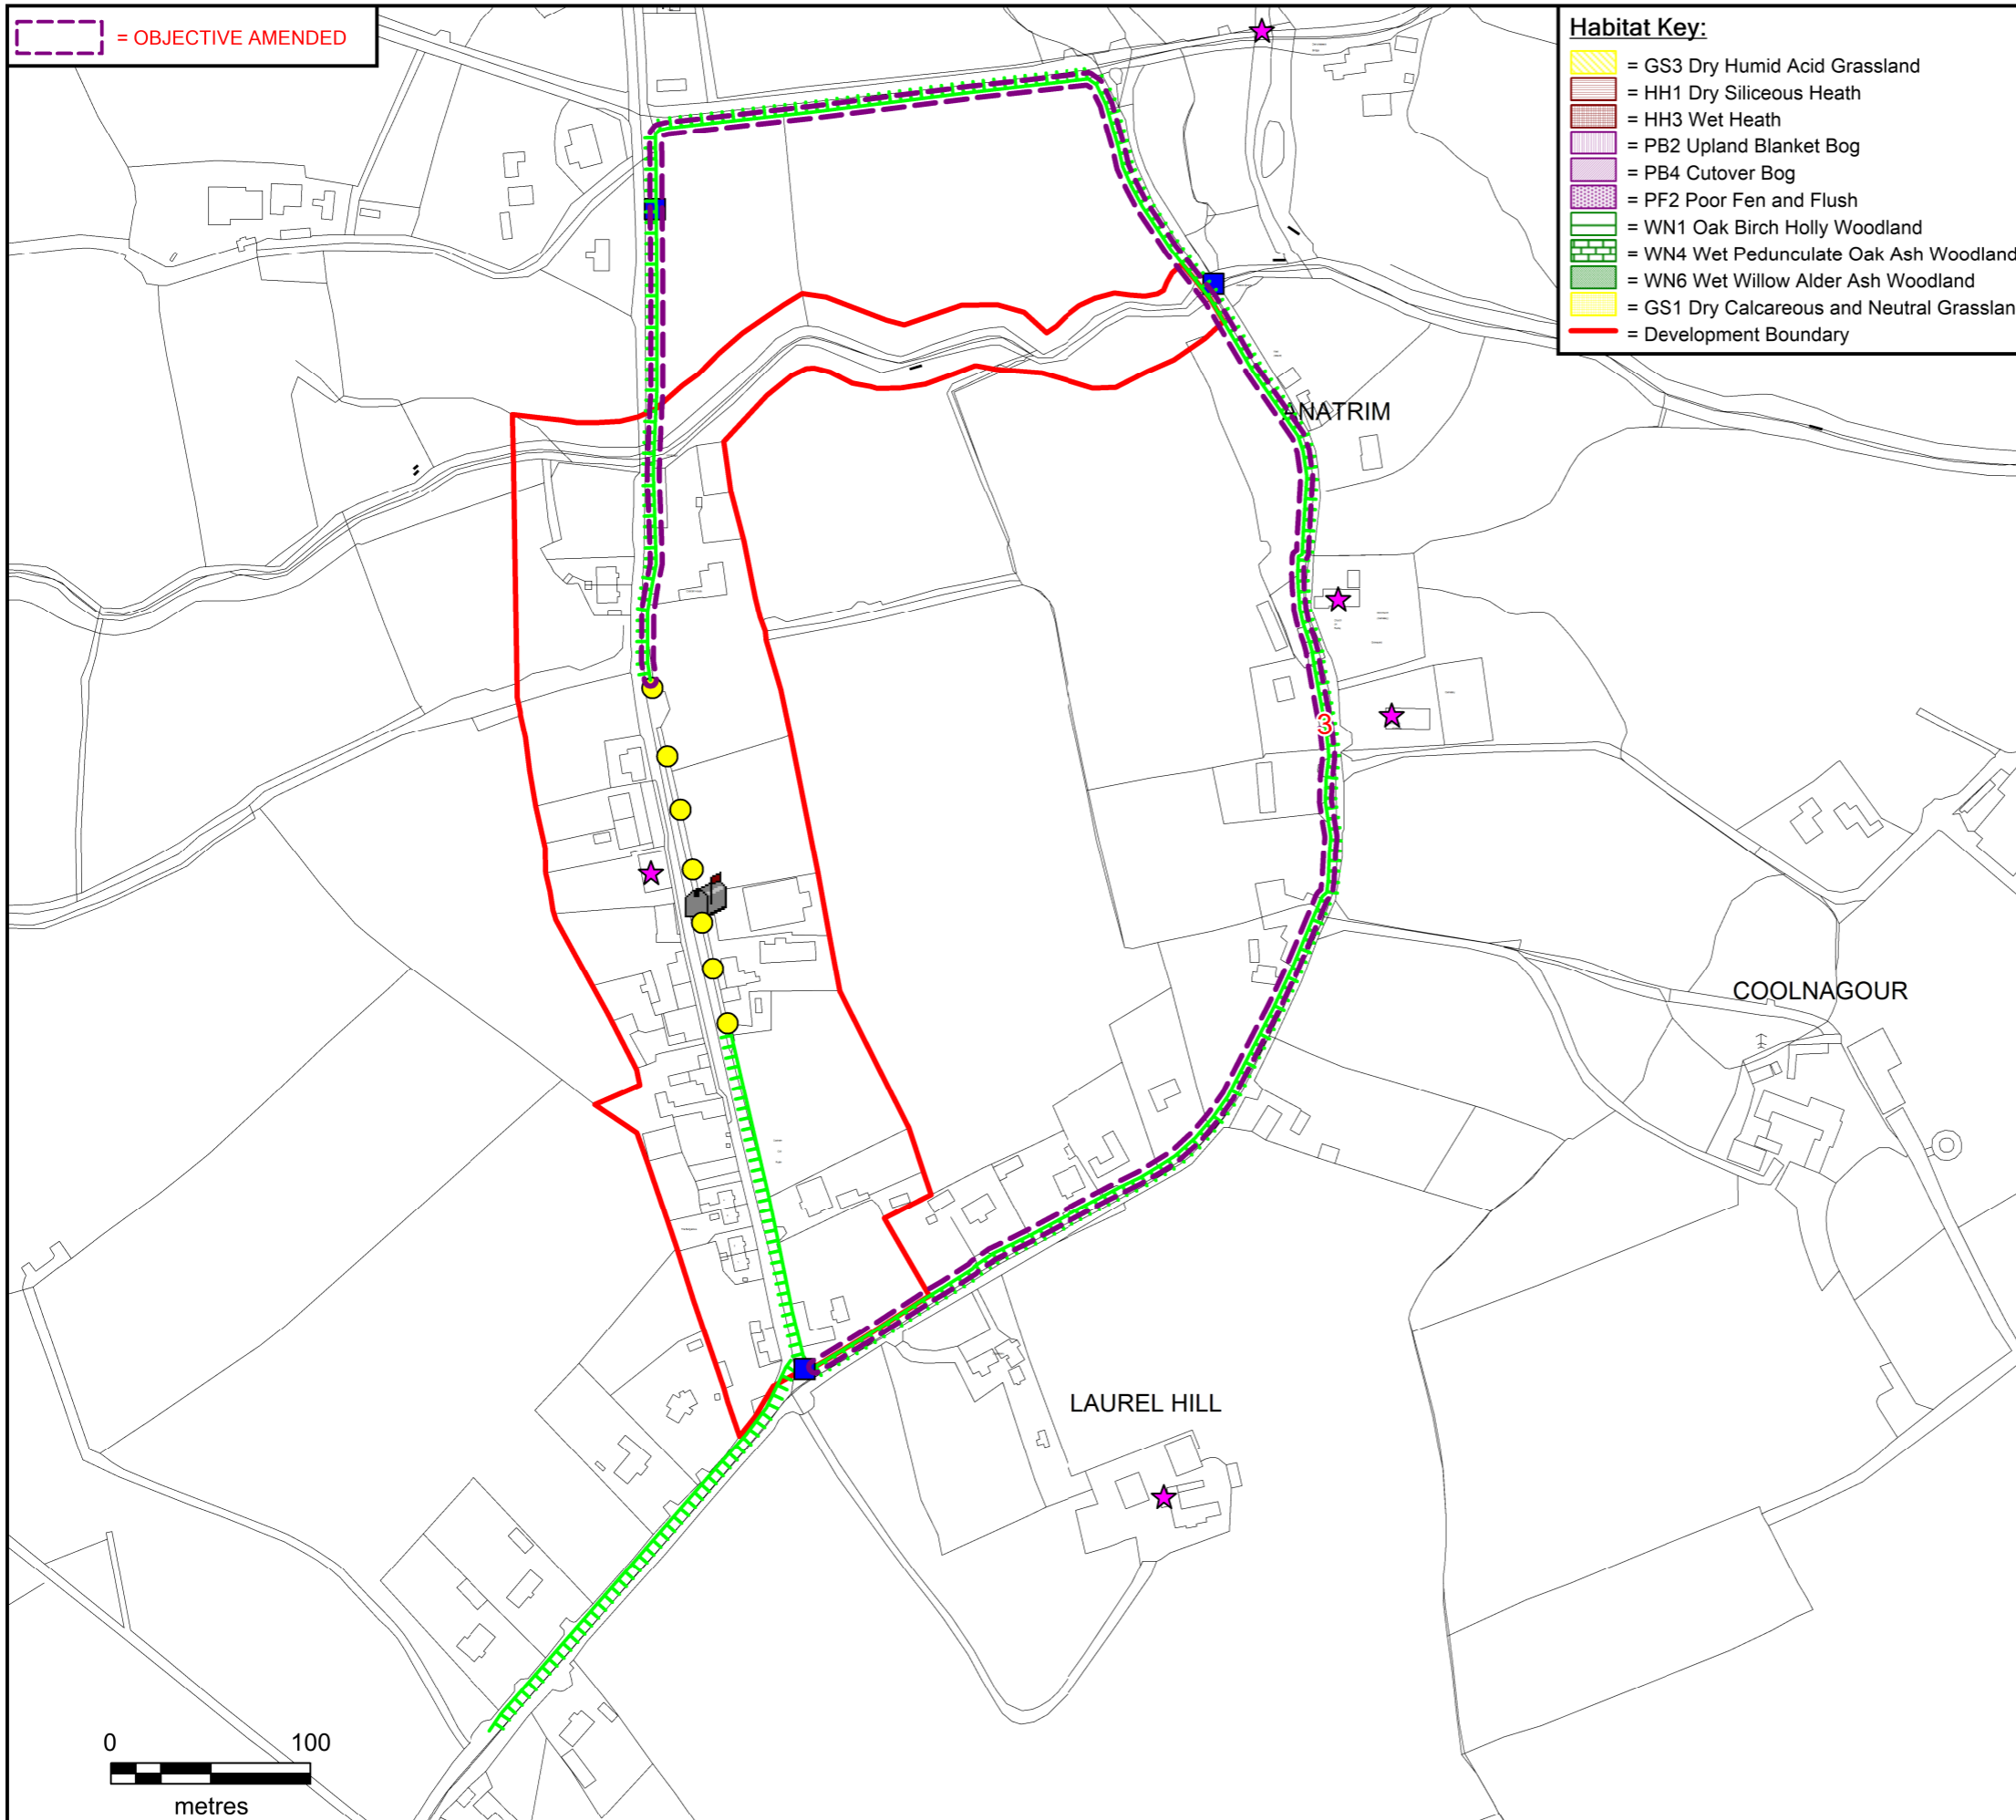 = OBJECTIVE AMENDED
Habitat Key:
= GS3 Dry Humid Acid Grassland
= HH1 Dry Siliceous Heath
= HH3 Wet Heath
= PB2 Upland Blanket Bog
= PB4 Cutover Bog
= PF2 Poor Fen and Flush
= WN1 Oak Birch Holly Woodland
= WN4 Wet Pedunculate Oak Ash Woodland
= WN6 Wet Willow Alder Ash Woodland
= GS1 Dry Calcareous and Neutral Grasslan
= Development Boundary
ANATRIM
3
COOLNAGOUR
LAUREL HILL
0 100
metres